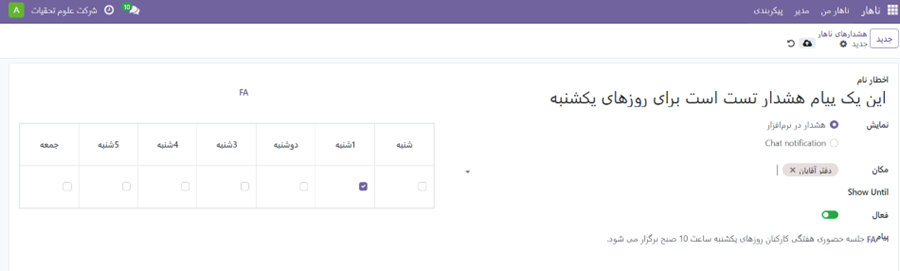 ناهار ناهار من مدیر پیکربندی 10 شرکت علوم تحقیات A
جدید هشدارهای ناهار
جدید
اخطار نام
FA
این یک پیام هشدار تست است برای روزهای یکشنبه
نمایش هشدار در نرم‌افزار
Chat notification
شنبه 1شنبه دوشنبه 3شنبه 4شنبه 5شنبه جمعه
مکان دفتر آقایان ×
Show Until
فعال
پیام FA جلسه حضوری هفتگی کارکنان روزهای یکشنبه ساعت 10 صبح برگزار می شود.